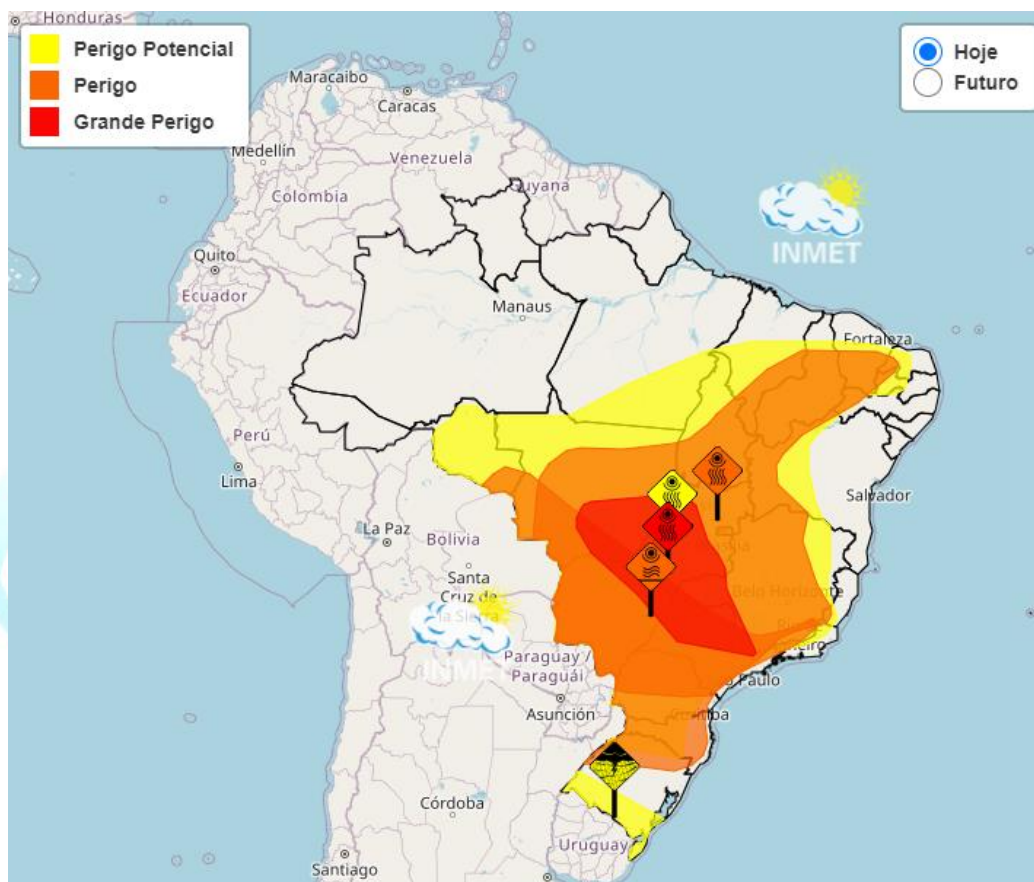 Honduras
Perigo Potencial
Perigo
Grande Perigo
Hoje
Futuro
Maracaibo
Caracas
Medellín
Venezuela
Guyana
Colombia
INMET
Quito
Ecuador
Manaus
Fortaleza
Perú
Lima
Salvador
La Paz
Bolivia
Santa
Cruz de
la Sierra
Belo Horizonte
INMET
Paraguay /
Paraguái
Paulo
Asunción
Curitiba
Córdoba
Uruguay
Santiago